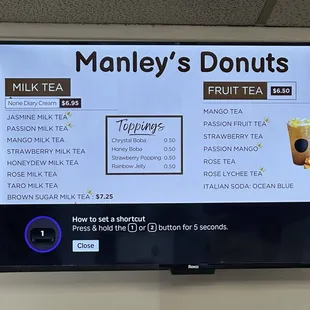 Manley's Donuts
MILK TEA
None Diary Cream $6.95
JASMINE MILK TEA
PASSION MILK TEA
MANGO MILK TEA
STRAWBERRY MILK TEA
HONEYDEW MILK TEA
ROSE MILK TEA
TARO MILK TEA
BROWN SUGAR MILK TEA : $7.25
Toppings
Chrystal Boba 0.50
Honey Boba 0.50
Strawberry Popping 0.50
Rainbow Jelly 0.50
FRUIT TEA $6.50
MANGO TEA
PASSION FRUIT TEA
STRAWBERRY TEA
PASSION MANGO
ROSE TEA
ROSE LYCHEE TEA
ITALIAN SODA: OCEAN BLUE
1
How to set a shortcut
Press & hold the 1 or 2 button for 5 seconds.
Close
Roku